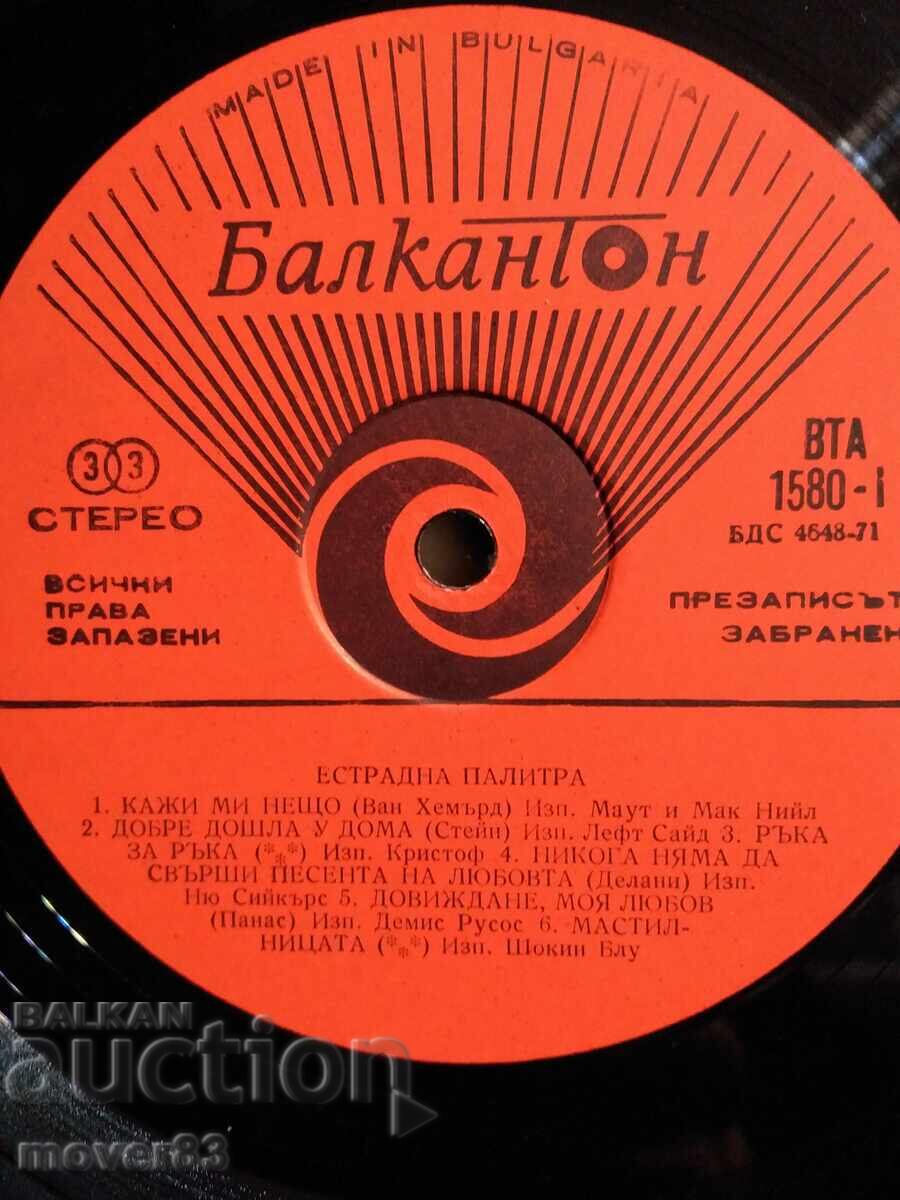 MADE IN BULGARIA
БалканТон
33
СТЕРЕО
ВТА
1580-I
БДС 4648-71
ВСИЧКИ
ПРАВА
ЗАПАЗЕНИ
ПРЕЗАПИСЪТ
ЗАБРАНЕН
ЕСТРАДНА ПАЛИТРА
1. КАЖИ МИ НЕЩО (Ван Хемърд) Изп. Маут и Мак Нийл
2. ДОБРЕ ДОШЛА У ДОМА (Стейн) Изп. Лефт Сайд 3. РЪКА
ЗА РЪКА (***) Изп. Кристоф 4. НИКОГА НЯМА ДА
СВЪРШИ ПЕСЕНТА НА ЛЮБОВТА (Делани) Изп.
Ню Сийкърс 5. ДОВИЖДАНЕ, МОЯ ЛЮБОВ
(Панас) Изп. Демис Русос 6. МАСТИЛ-
НИЦАТА (***) Изп. Шокин Блу
BALKAN
auction
mover83